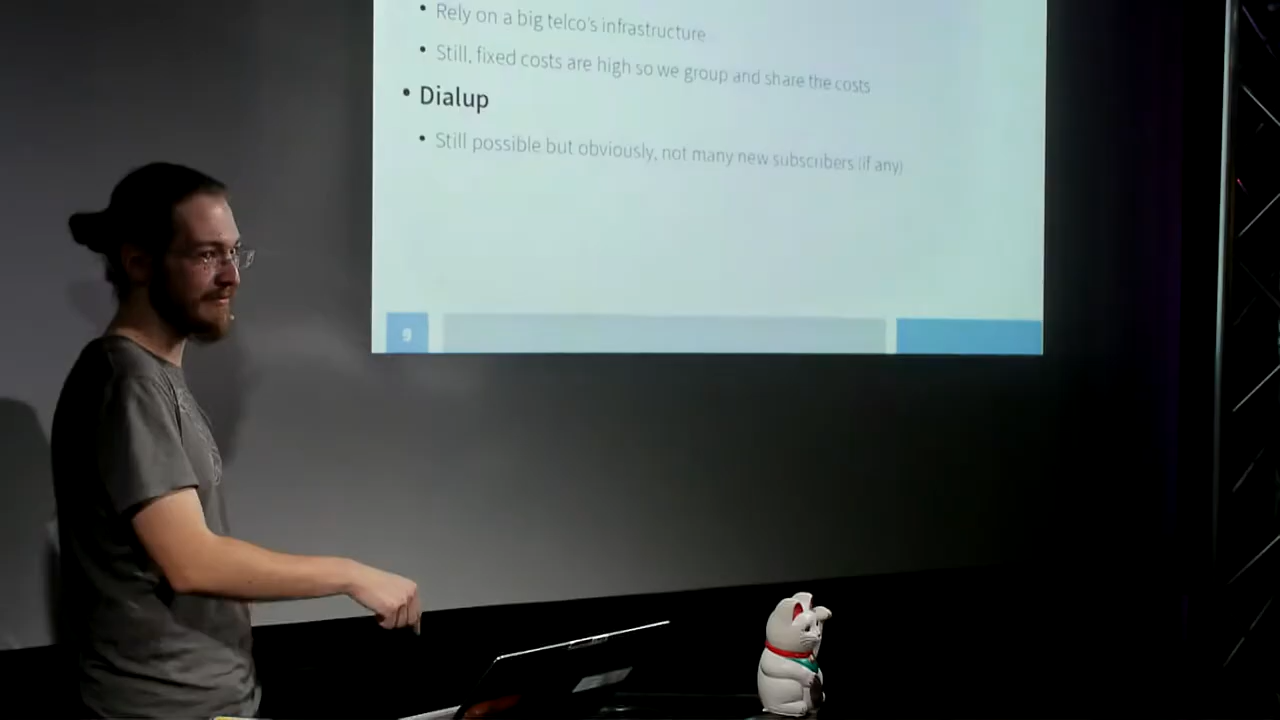 • Rely on a big telco's infrastructure
• Still, fixed costs are high so we group and share the costs
• Dialup
• Still possible but obviously, not many new subscribers (if any)
9